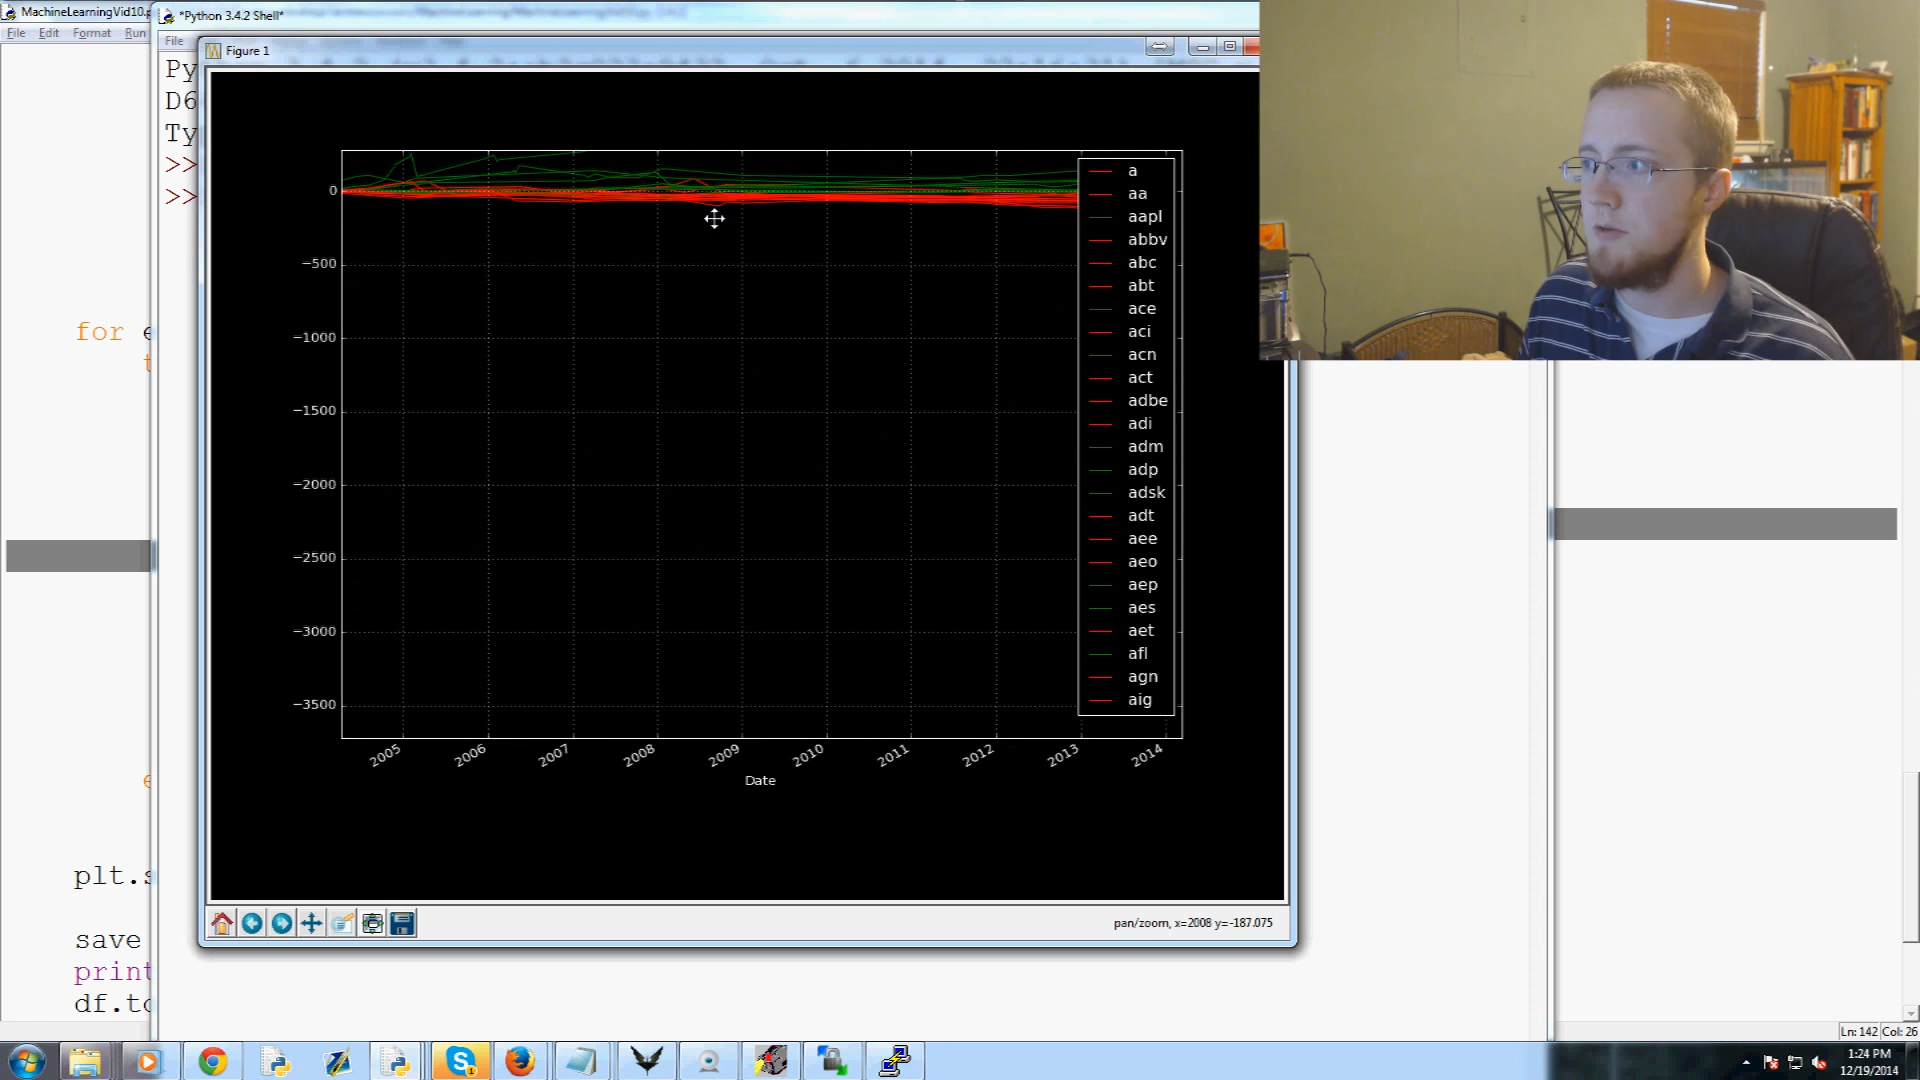 MachineLearningVid10.p
*Python 3.4.2 Shell*
File Edit Format Run
File
Figure 1
Py
D6
Ty
>>
>>
for e
t
e
plt.s
save
print
df.to
0
−500
−1000
−1500
−2000
−2500
−3000
−3500
2005 2006 2007 2008 2009 2010 2011 2012 2013 2014
Date
a
aa
aapl
abbv
abc
abt
ace
aci
acn
act
adbe
adi
adm
adp
adsk
adt
aee
aeo
aep
aes
aet
afl
agn
aig
pan/zoom, x=2008 y=-187.075
Ln: 142 Col: 26
1:24 PM
12/19/2014